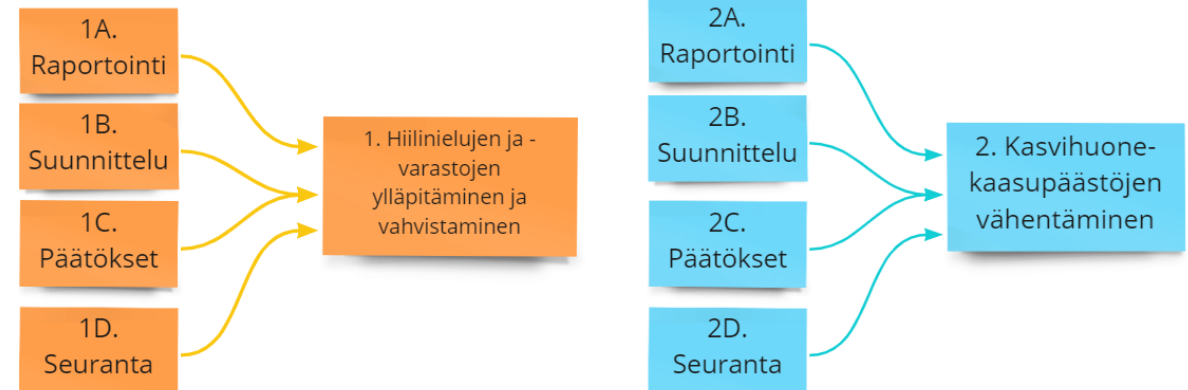 1A.
Raportointi
1B.
Suunnittelu
1C.
Päätökset
1D.
Seuranta
1. Hiilinielujen ja -
varastojen
ylläpitäminen ja
vahvistaminen
2A.
Raportointi
2B.
Suunnittelu
2C.
Päätökset
2D.
Seuranta
2. Kasvihuone-
kaasupäästöjen
vähentäminen